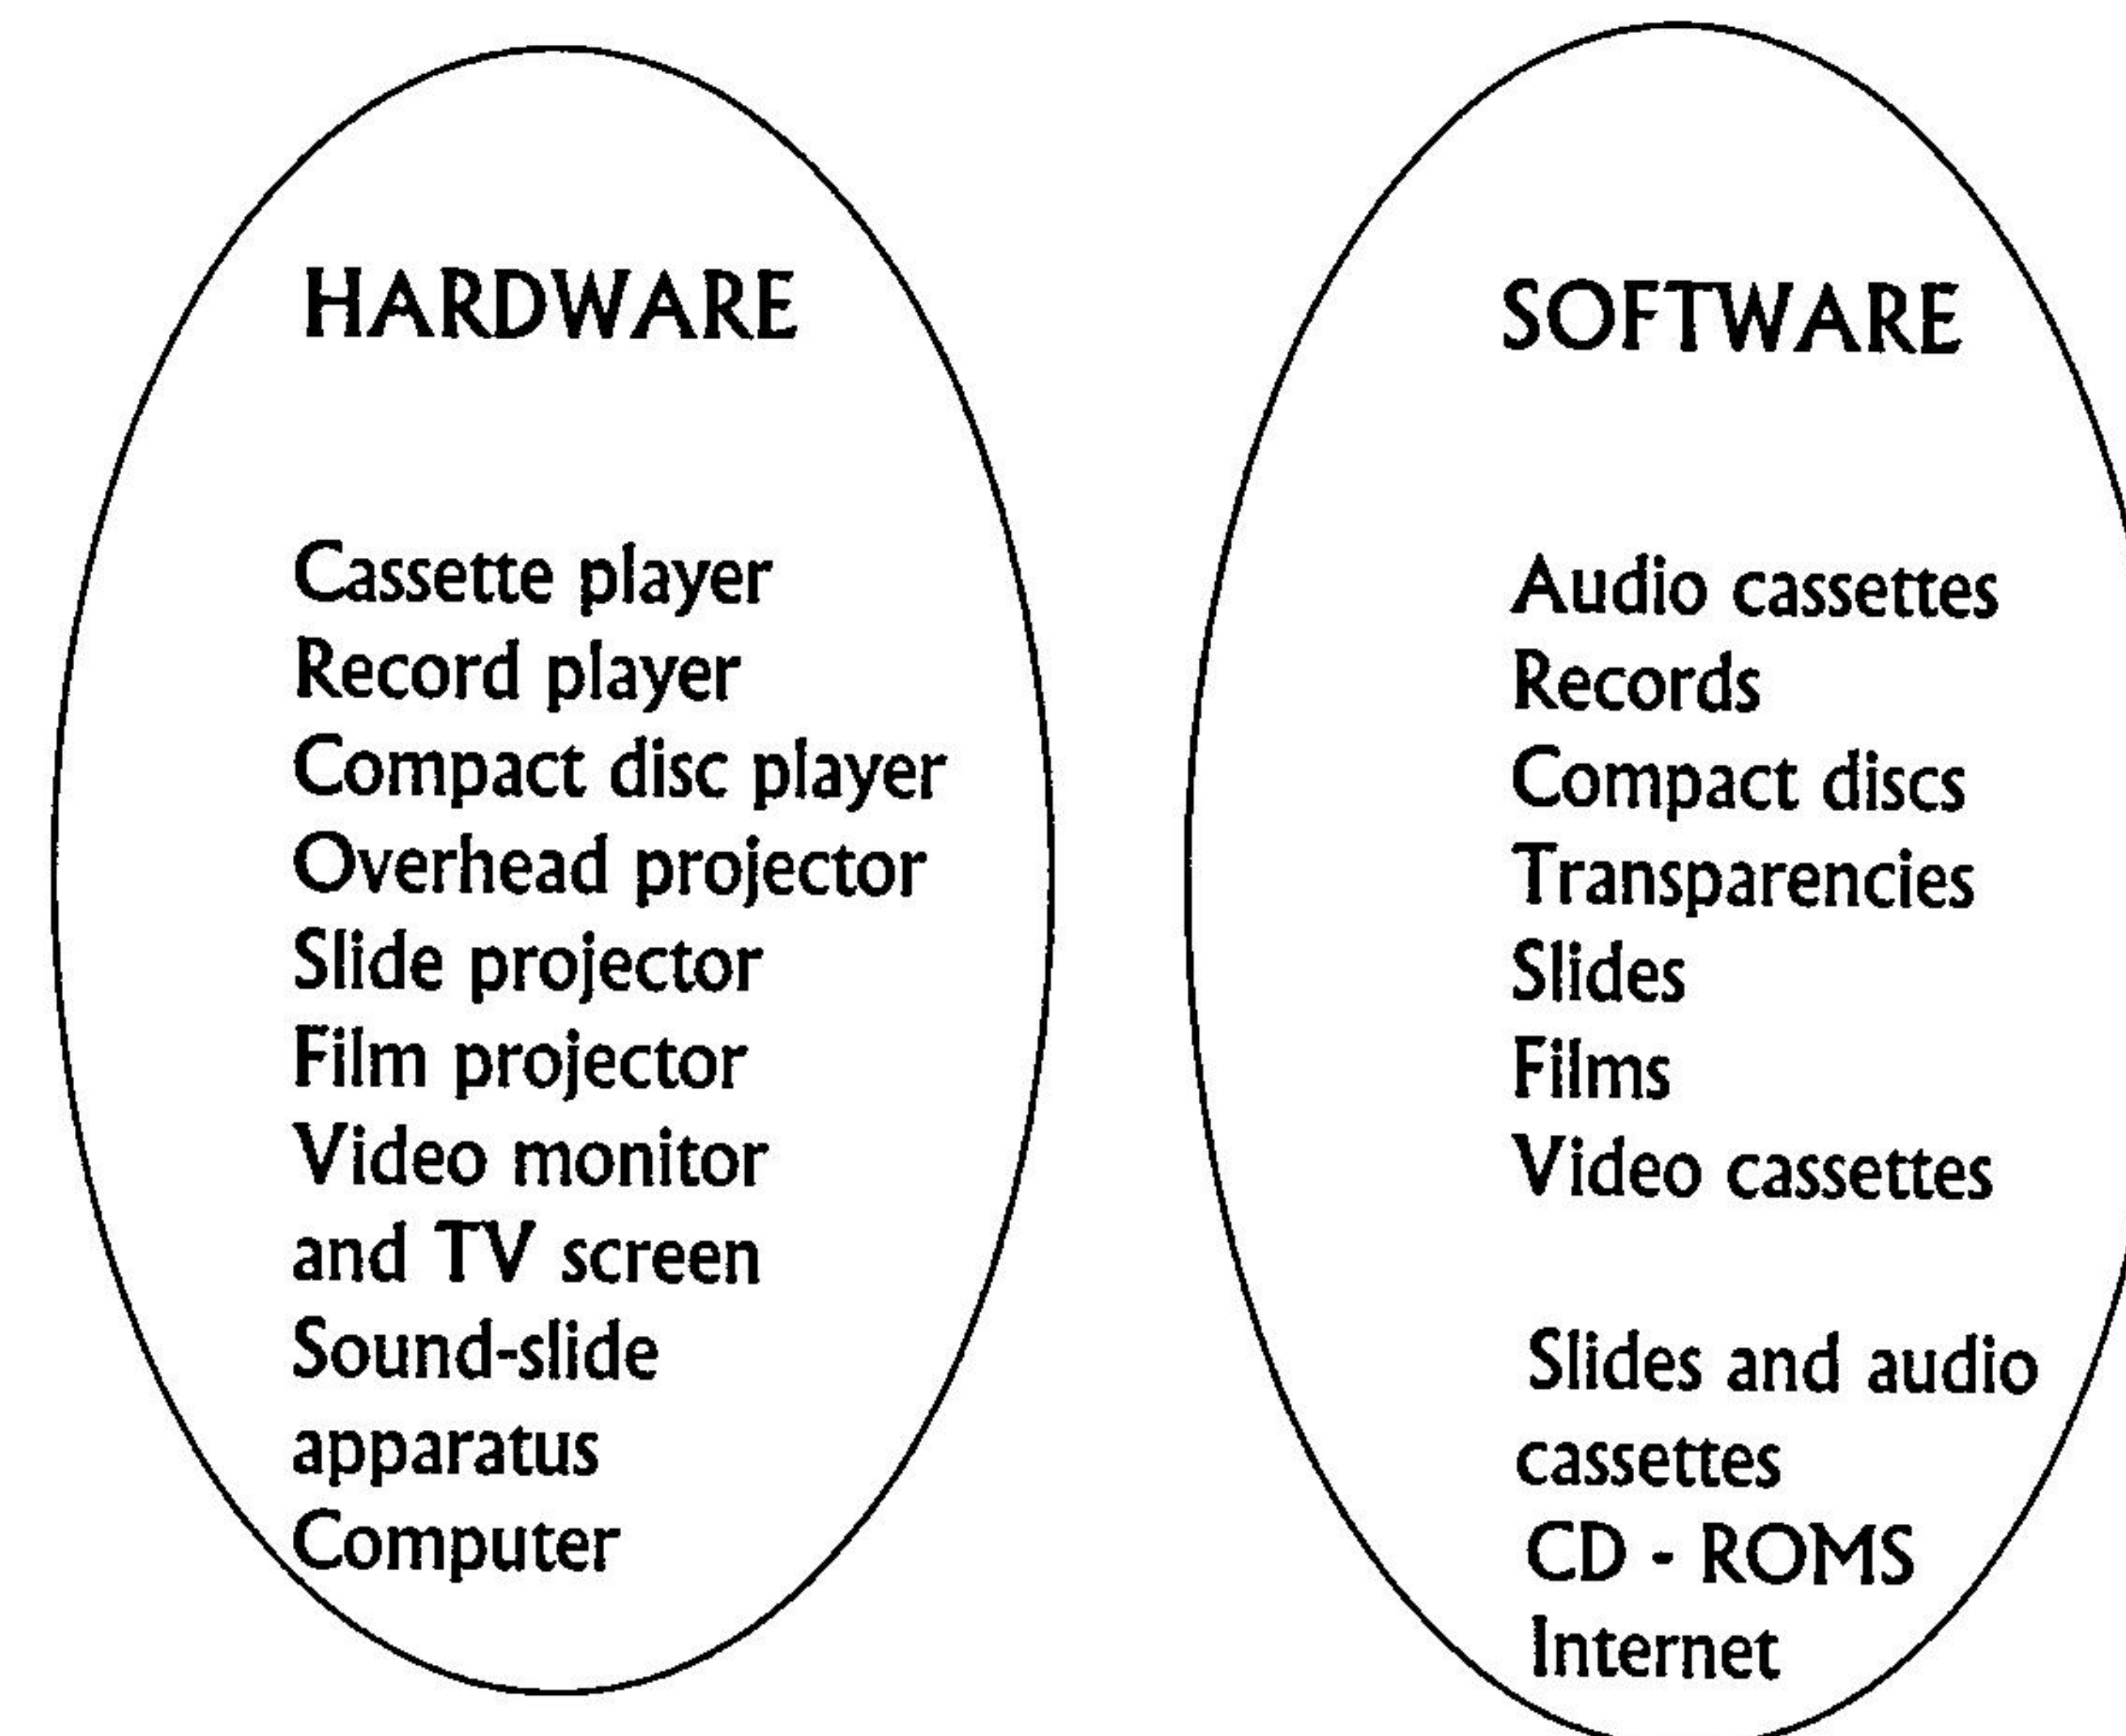 HARDWARE
Cassette player
Record player
Compact disc player
Overhead projector
Slide projector
Film projector
Video monitor
and TV screen
Sound-slide
apparatus
Computer
SOFTWARE
Audio cassettes
Records
Compact discs
Transparencies
Slides
Films
Video cassettes
Slides and audio
cassettes
CD - ROMS
Internet